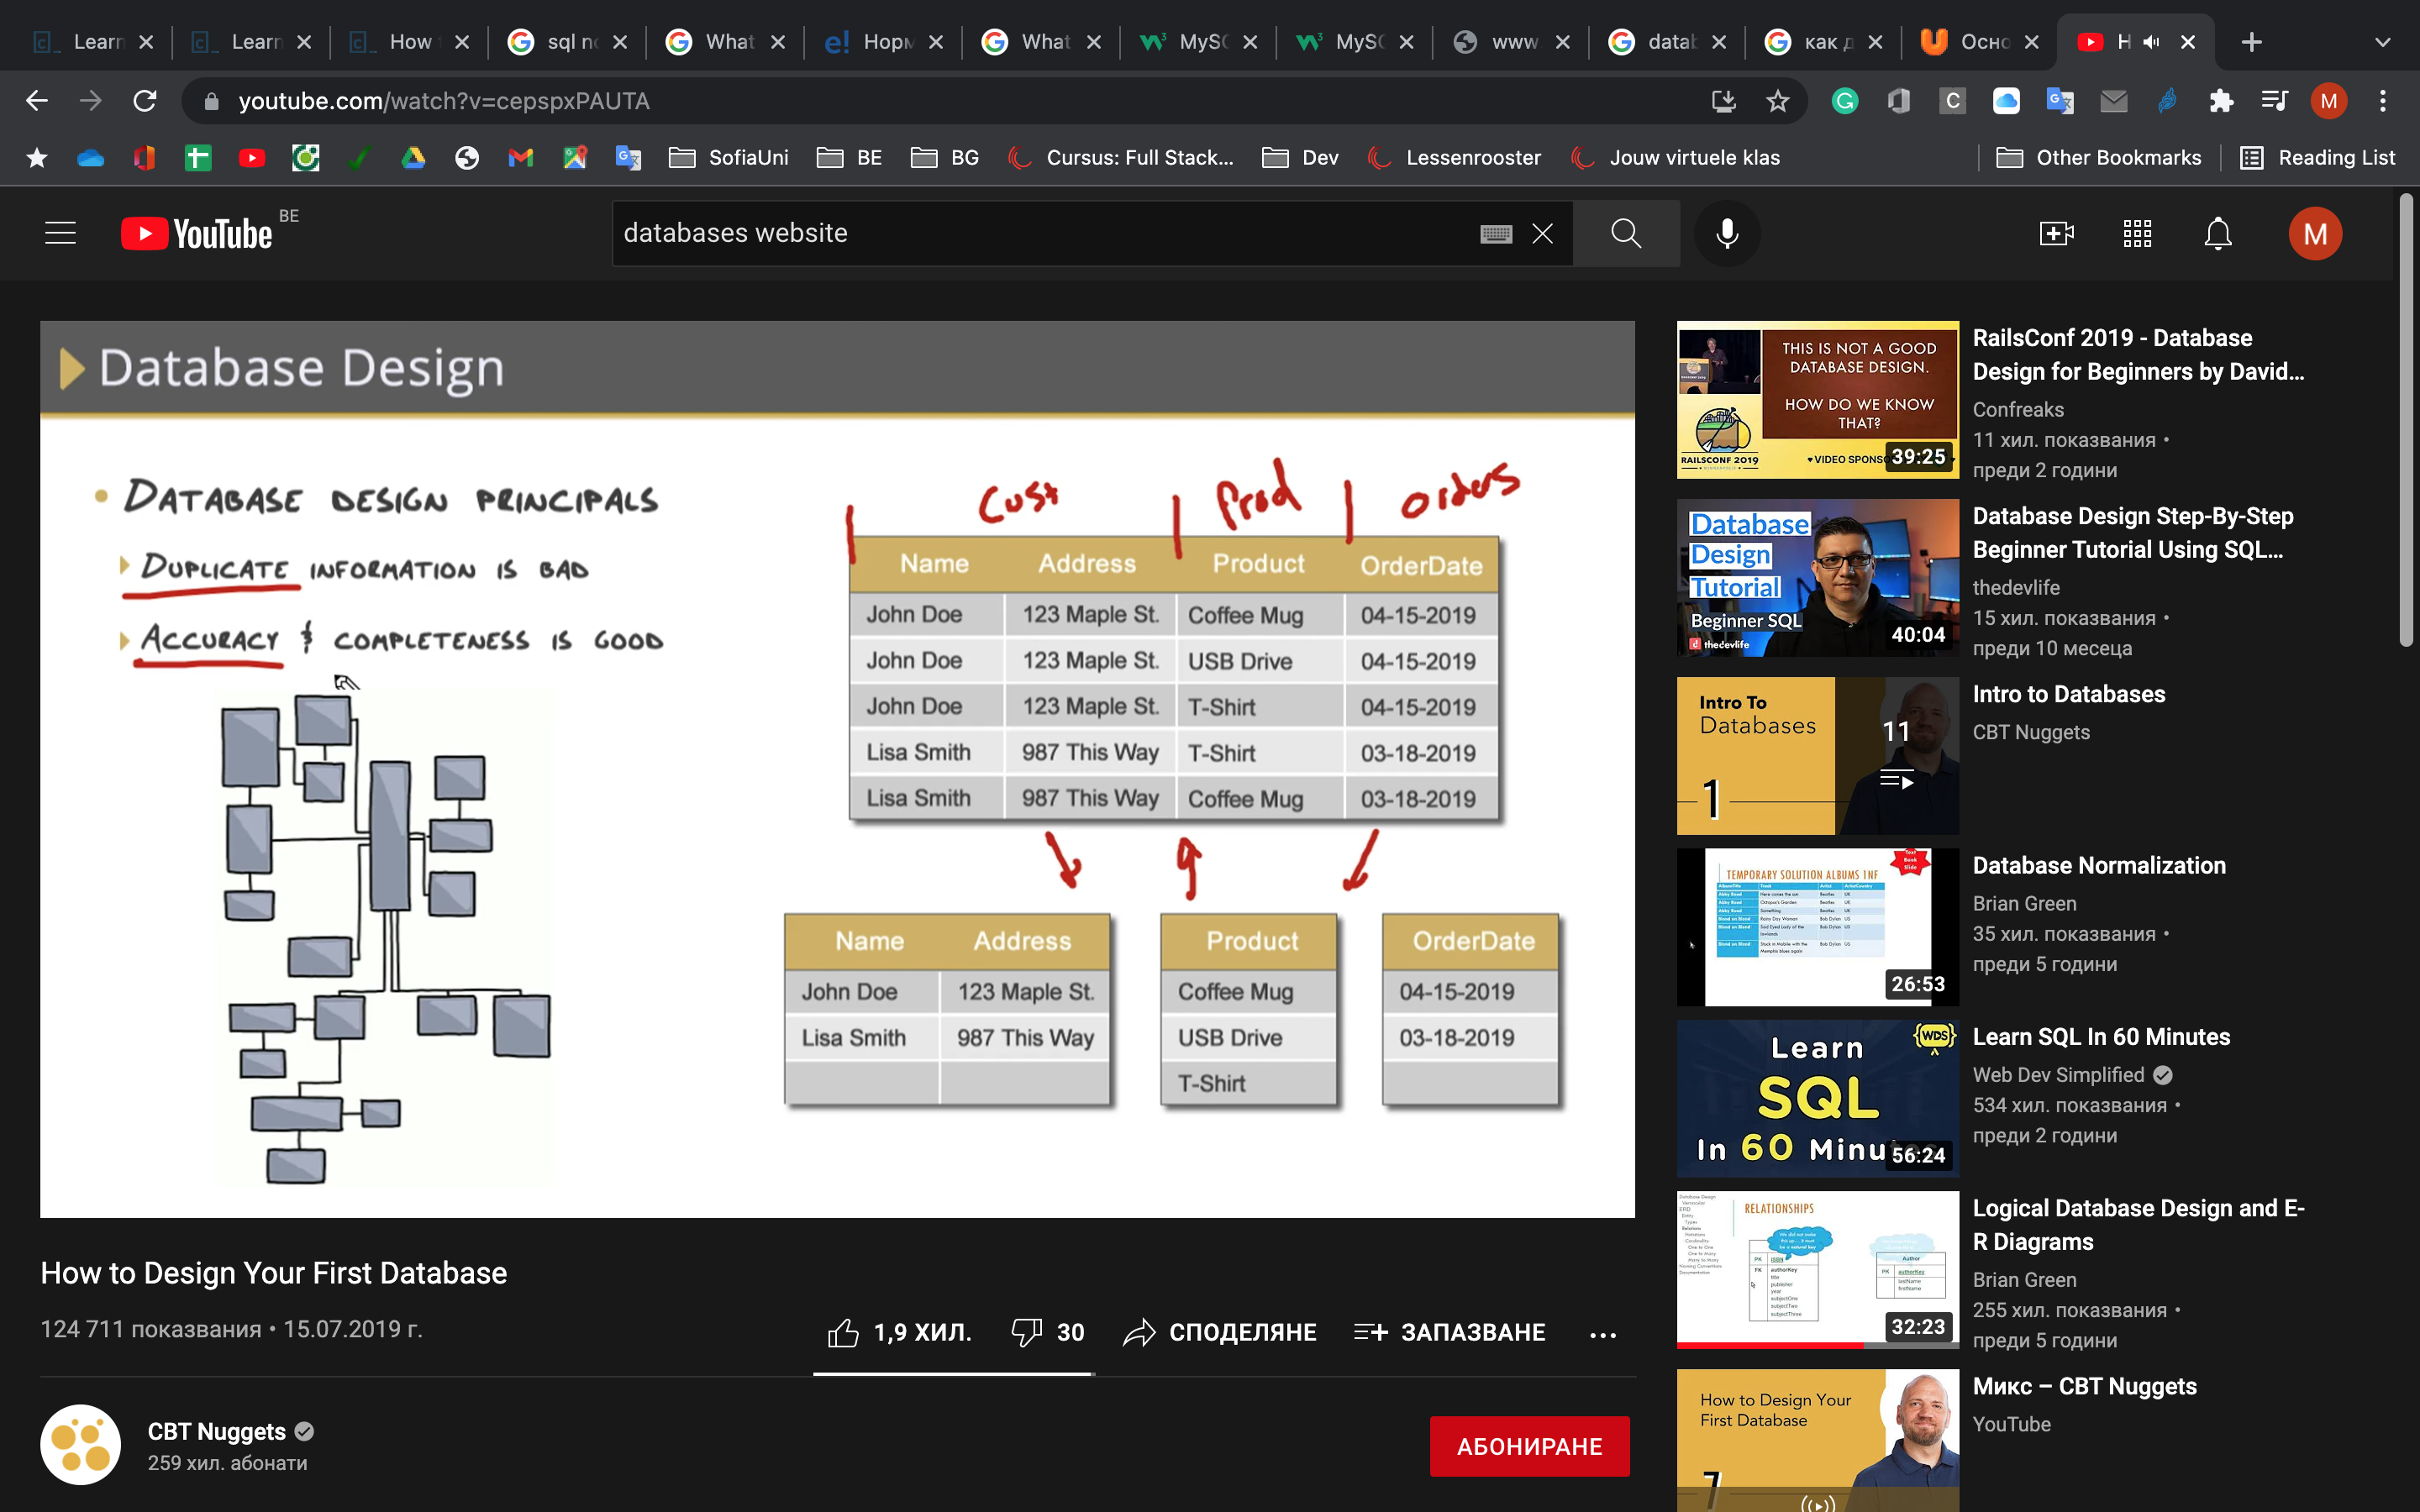 Learn
Learn
How
sql no
What
Норм
What
MySQ
MySQ
www
datab
как д
Осно
youtube.com/watch?v=cepspxPAUTA
SofiaUni
BE
BG
Cursus: Full Stack...
Dev
Lessenrooster
Jouw virtuele klas
Other Bookmarks
Reading List
YouTube BE
databases website
M
Database Design
DATABASE DESIGN PRINCIPALS
DUPLICATE INFORMATION IS BAD
ACCURACY & COMPLETENESS IS GOOD
Cust Prod orders
Name Address Product OrderDate
John Doe 123 Maple St. Coffee Mug 04-15-2019
John Doe 123 Maple St. USB Drive 04-15-2019
John Doe 123 Maple St. T-Shirt 04-15-2019
Lisa Smith 987 This Way T-Shirt 03-18-2019
Lisa Smith 987 This Way Coffee Mug 03-18-2019
Name Address Product OrderDate
John Doe 123 Maple St. Coffee Mug 04-15-2019
Lisa Smith 987 This Way USB Drive 03-18-2019
T-Shirt
How to Design Your First Database
124 711 показвания • 15.07.2019 г.
1,9 ХИЛ. 30 СПОДЕЛЯНЕ ЗАПАЗВАНЕ ...
CBT Nuggets
259 хил. абонати
АБОНИРАНЕ
THIS IS NOT A GOOD
DATABASE DESIGN.
HOW DO WE KNOW
THAT?
RAILSCONF 2019
39:25
RailsConf 2019 - Database
Design for Beginners by David...
Confreaks
11 хил. показвания •
преди 2 години
Database
Design
Tutorial
Beginner SQL
thedevlife
40:04
Database Design Step-By-Step
Beginner Tutorial Using SQL...
thedevlife
15 хил. показвания •
преди 10 месеца
Intro To
Databases
1
11
Intro to Databases
CBT Nuggets
TEMPORARY SOLUTION ALBUMS 1NF
26:53
Database Normalization
Brian Green
35 хил. показвания •
преди 5 години
WDS
Learn
SQL
In 60 Minu
56:24
Learn SQL In 60 Minutes
Web Dev Simplified
534 хил. показвания •
преди 2 години
RELATIONSHIPS
32:23
Logical Database Design and E-
R Diagrams
Brian Green
255 хил. показвания •
преди 5 години
How to Design Your
First Database
7
Микс – CBT Nuggets
YouTube